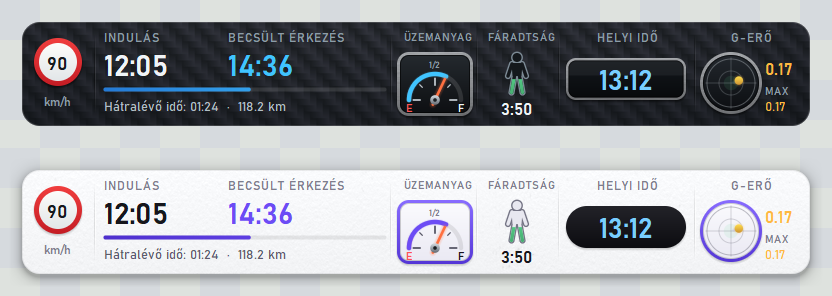 90
km/h
INDULÁS
12:05
BECSÜLT ÉRKEZÉS
14:36
Hátralévő idő: 01:24 · 118.2 km
ÜZEMANYAG
1/2
E F
FÁRADTSÁG
3:50
HELYI IDŐ
13:12
G-ERŐ
0.17
MAX
0.17
90
km/h
INDULÁS
12:05
BECSÜLT ÉRKEZÉS
14:36
Hátralévő idő: 01:24 · 118.2 km
ÜZEMANYAG
1/2
E F
FÁRADTSÁG
3:50
HELYI IDŐ
13:12
G-ERŐ
0.17
MAX
0.17